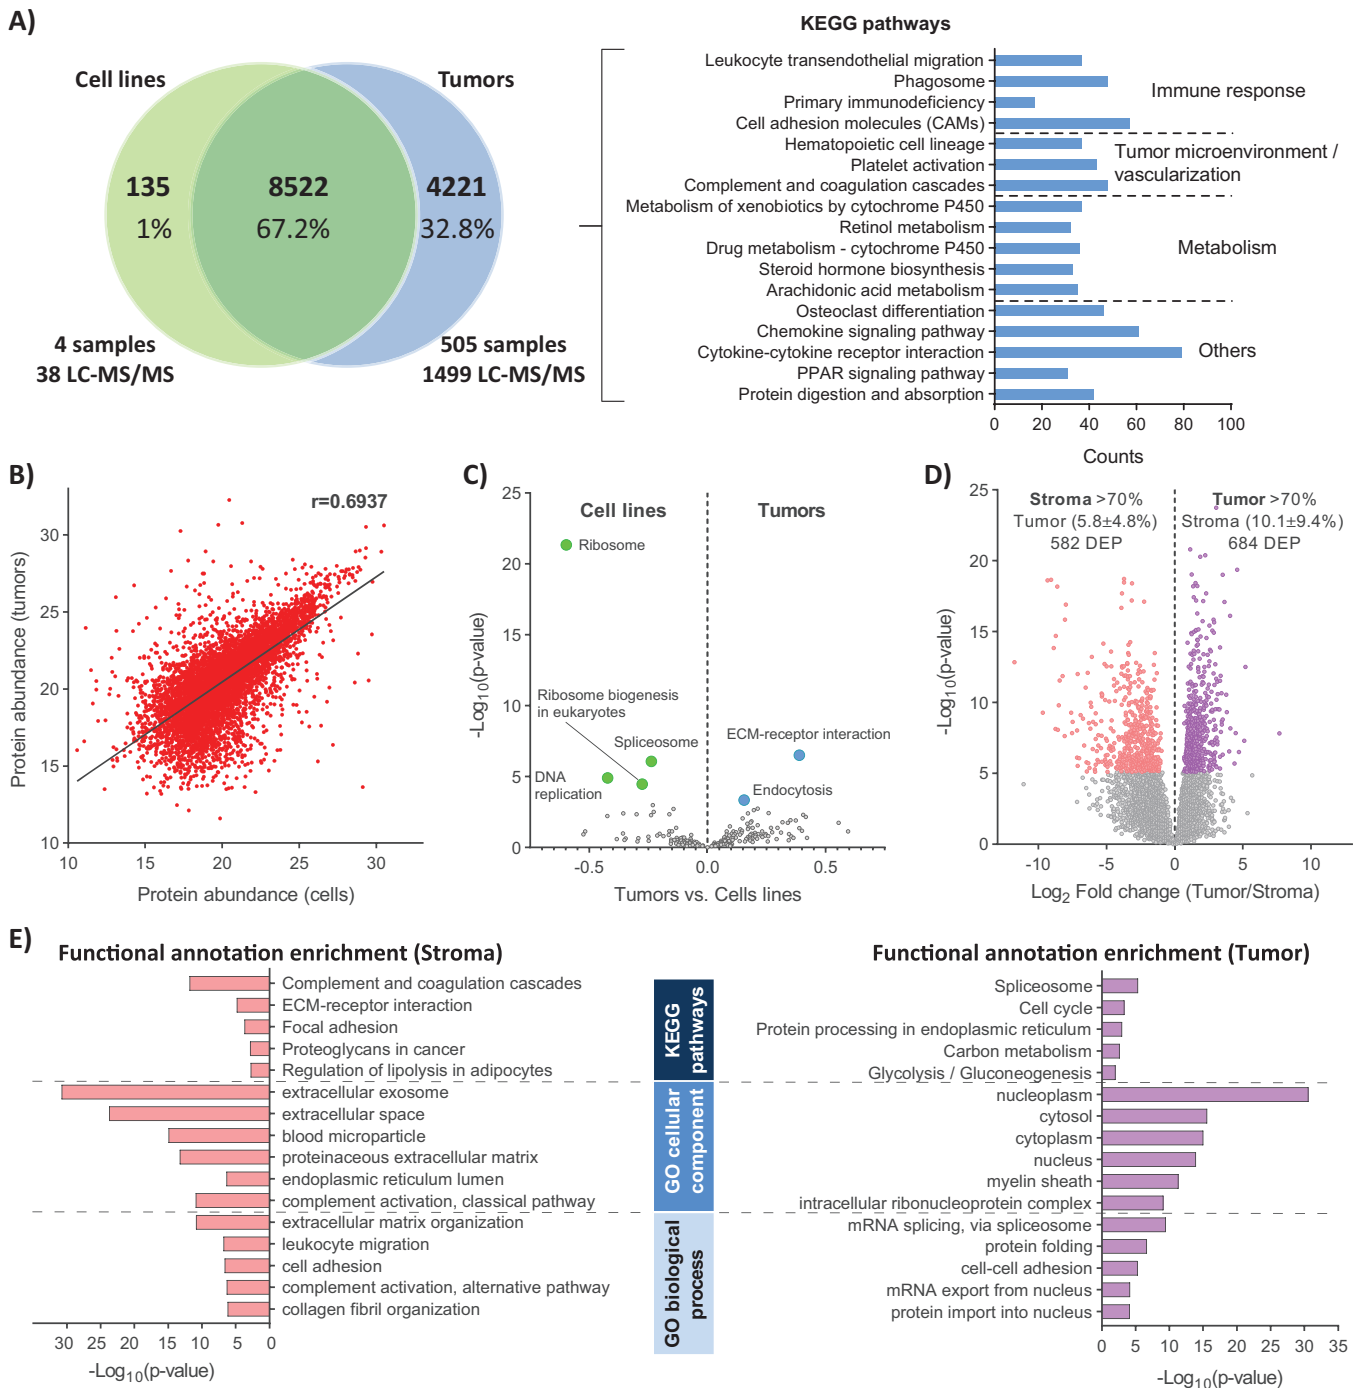 A)
Cell lines
Tumors
135
1%
8522
67.2%
4221
32.8%
4 samples
38 LC-MS/MS
505 samples
1499 LC-MS/MS
KEGG pathways
Leukocyte transendothelial migration
Phagosome
Primary immunodeficiency
Cell adhesion molecules (CAMs)
Hematopoietic cell lineage
Platelet activation
Complement and coagulation cascades
Metabolism of xenobiotics by cytochrome P450
Retinol metabolism
Drug metabolism - cytochrome P450
Steroid hormone biosynthesis
Arachidonic acid metabolism
Osteoclast differentiation
Chemokine signaling pathway
Cytokine-cytokine receptor interaction
PPAR signaling pathway
Protein digestion and absorption
Immune response
Tumor microenvironment /
vascularization
Metabolism
Others
0 20 40 60 80 100
Counts
B)
r=0.6937
Protein abundance (tumors)
30
25
20
15
10
10 15 20 25 30
Protein abundance (cells)
C)
Cell lines
Tumors
-Log10(p-value)
25
20
15
10
5
0
Ribosome
Ribosome biogenesis
in eukaryotes
Spliceosome
DNA
replication
ECM-receptor interaction
Endocytosis
-0.5 0.0 0.5
Tumors vs. Cells lines
D)
Stroma >70%
Tumor (5.8±4.8%)
582 DEP
Tumor >70%
Stroma (10.1±9.4%)
684 DEP
-Log10(p-value)
25
20
15
10
5
0
-10 -5 0 5 10
Log2 Fold change (Tumor/Stroma)
E)
Functional annotation enrichment (Stroma)
Complement and coagulation cascades
ECM-receptor interaction
Focal adhesion
Proteoglycans in cancer
Regulation of lipolysis in adipocytes
extracellular exosome
extracellular space
blood microparticle
proteinaceous extracellular matrix
endoplasmic reticulum lumen
complement activation, classical pathway
extracellular matrix organization
leukocyte migration
cell adhesion
complement activation, alternative pathway
collagen fibril organization
30 25 20 15 10 5 0
-Log10(p-value)
KEGG
pathways
GO cellular
component
GO biological
process
Functional annotation enrichment (Tumor)
Spliceosome
Cell cycle
Protein processing in endoplasmic reticulum
Carbon metabolism
Glycolysis / Gluconeogenesis
nucleoplasm
cytosol
cytoplasm
nucleus
myelin sheath
intracellular ribonucleoprotein complex
mRNA splicing, via spliceosome
protein folding
cell-cell adhesion
mRNA export from nucleus
protein import into nucleus
0 5 10 15 20 25 30 35
-Log10(p-value)